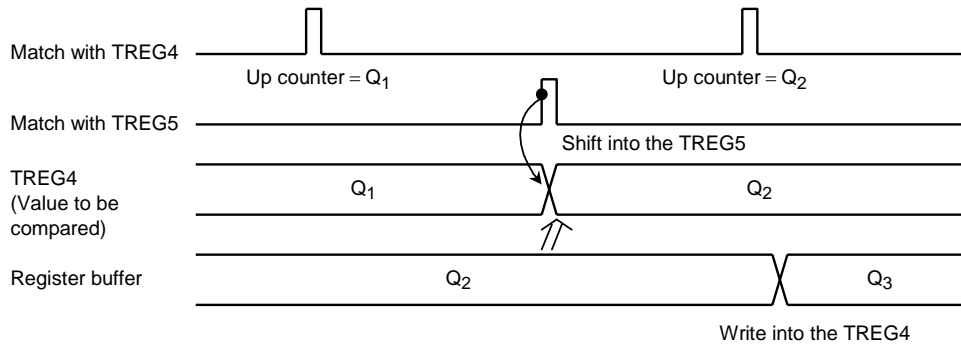 Match with TREG4
Up counter = Q₁
Up counter = Q₂
Match with TREG5
Shift into the TREG5
TREG4
(Value to be
compared)
Q₁
Q₂
Register buffer
Q₂
Q₃
Write into the TREG4